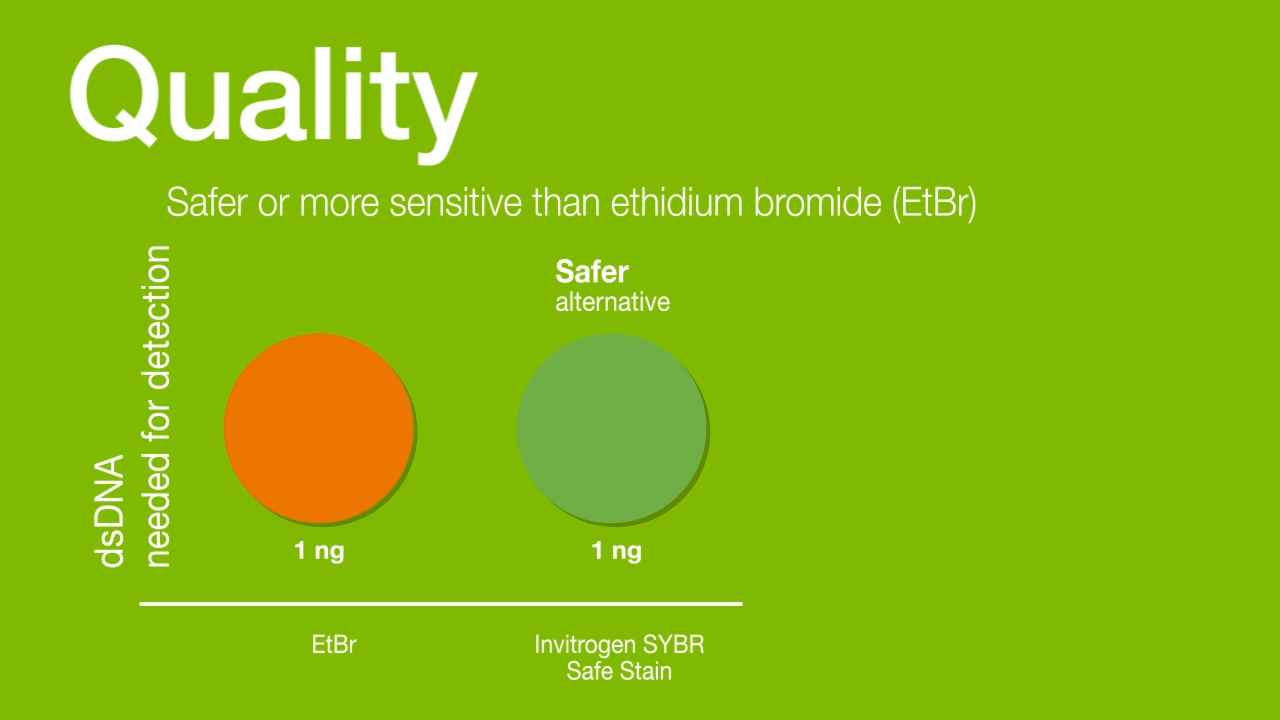 Quality
Safer or more sensitive than ethidium bromide (EtBr)
dsDNA
needed for detection
Safer
alternative
1 ng
1 ng
EtBr
Invitrogen SYBR
Safe Stain